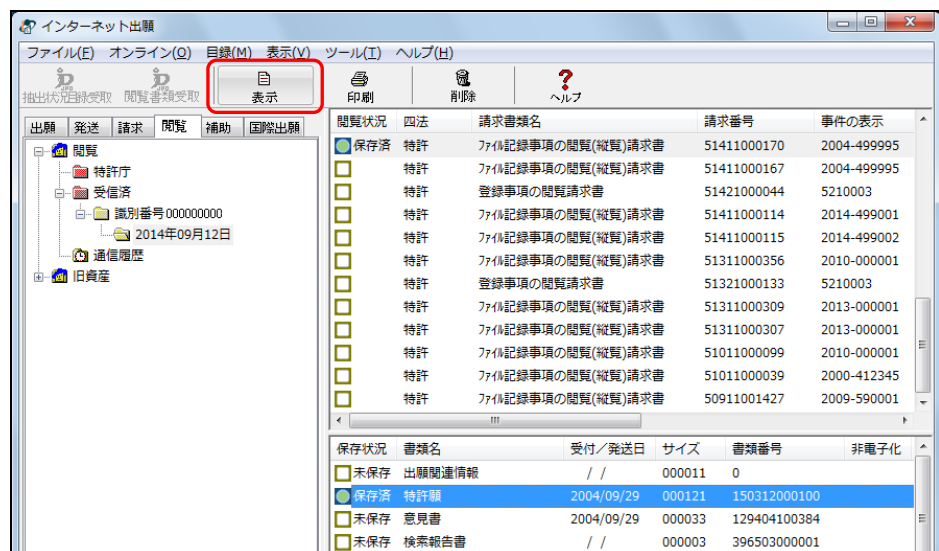 インターネット出願
ファイル(F) オンライン(O) 目録(M) 表示(V) ツール(T) ヘルプ(H)
抽出状況目録受取 閲覧書類受取 表示 印刷 削除 ヘルプ
出願 発送 請求 閲覧 補助 国際出願
閲覧
特許庁
受信済
識別番号000000000
2014年09月12日
通信履歴
旧資産
閲覧状況 四法 請求書類名 請求番号 事件の表示
保存済 特許 ファイル記録事項の閲覧(縦覧)請求書 51411000170 2004-499995
特許 ファイル記録事項の閲覧(縦覧)請求書 51411000167 2004-499995
特許 登録事項の閲覧請求書 51421000044 5210003
特許 ファイル記録事項の閲覧(縦覧)請求書 51411000114 2014-499001
特許 ファイル記録事項の閲覧(縦覧)請求書 51411000115 2014-499002
特許 ファイル記録事項の閲覧(縦覧)請求書 51311000356 2010-000001
特許 登録事項の閲覧請求書 51321000133 5210003
特許 ファイル記録事項の閲覧(縦覧)請求書 51311000309 2013-000001
特許 ファイル記録事項の閲覧(縦覧)請求書 51311000307 2013-000001
特許 ファイル記録事項の閲覧(縦覧)請求書 51011000099 2010-000001
特許 ファイル記録事項の閲覧(縦覧)請求書 51011000039 2000-412345
特許 ファイル記録事項の閲覧(縦覧)請求書 50911001427 2009-590001
保存状況 書類名 受付/発送日 サイズ 書類番号 非電子化
未保存 出願関連情報 / / 000011 0
保存済 特許願 2004/09/29 000121 150312000100
未保存 意見書 2004/09/29 000033 129404100384
未保存 検索報告書 / / 000003 396503000001